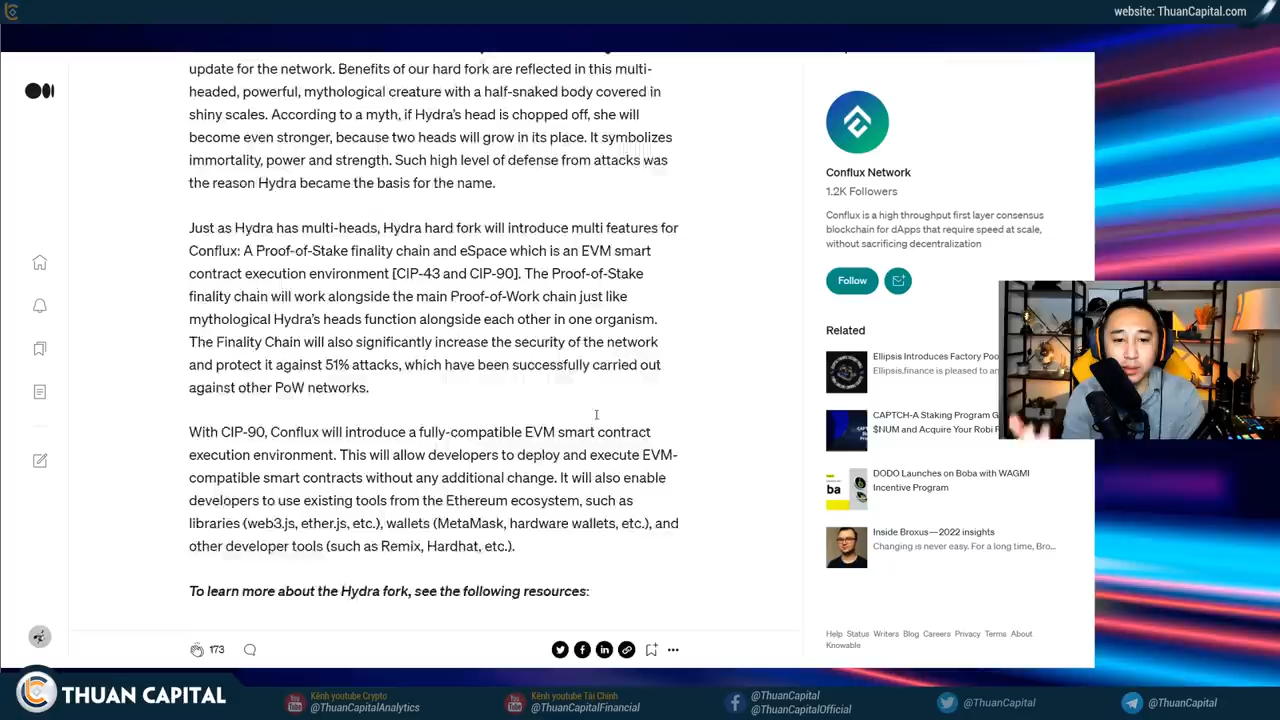 website: ThuanCapital.com
update for the network. Benefits of our hard fork are reflected in this multi-
headed, powerful, mythological creature with a half-snaked body covered in
shiny scales. According to a myth, if Hydra's head is chopped off, she will
become even stronger, because two heads will grow in its place. It symbolizes
immortality, power and strength. Such high level of defense from attacks was
the reason Hydra became the basis for the name.
Just as Hydra has multi-heads, Hydra hard fork will introduce multi features for
Conflux: A Proof-of-Stake finality chain and eSpace which is an EVM smart
contract execution environment [CIP-43 and CIP-90]. The Proof-of-Stake
finality chain will work alongside the main Proof-of-Work chain just like
mythological Hydra's heads function alongside each other in one organism.
The Finality Chain will also significantly increase the security of the network
and protect it against 51% attacks, which have been successfully carried out
against other PoW networks.
With CIP-90, Conflux will introduce a fully-compatible EVM smart contract
execution environment. This will allow developers to deploy and execute EVM-
compatible smart contracts without any additional change. It will also enable
developers to use existing tools from the Ethereum ecosystem, such as
libraries (web3.js, ether.js, etc.), wallets (MetaMask, hardware wallets, etc.), and
other developer tools (such as Remix, Hardhat, etc.).
To learn more about the Hydra fork, see the following resources:
173
Conflux Network
1.2K Followers
Conflux is a high throughput first layer consensus
blockchain for dApps that require speed at scale,
without sacrificing decentralization
Follow
Related
Ellipsis Introduces Factory Poo
Ellipsis.finance is pleased to an
CAPTCH-A Staking Program G
$NUM and Acquire Your Robi F
DODO Launches on Boba with WAGMI
Incentive Program
ba
Inside Broxus—2022 insights
Changing is never easy. For a long time, Bro...
Help Status Writers Blog Careers Privacy Terms About
Knowable
THUAN CAPITAL
Kênh youtube Crypto
@ThuanCapitalAnalytics
Kênh youtube Tài Chính
@ThuanCapitalFinancial
@ThuanCapital
@ThuanCapitalOfficial
@ThuanCapital
@ThuanCapital